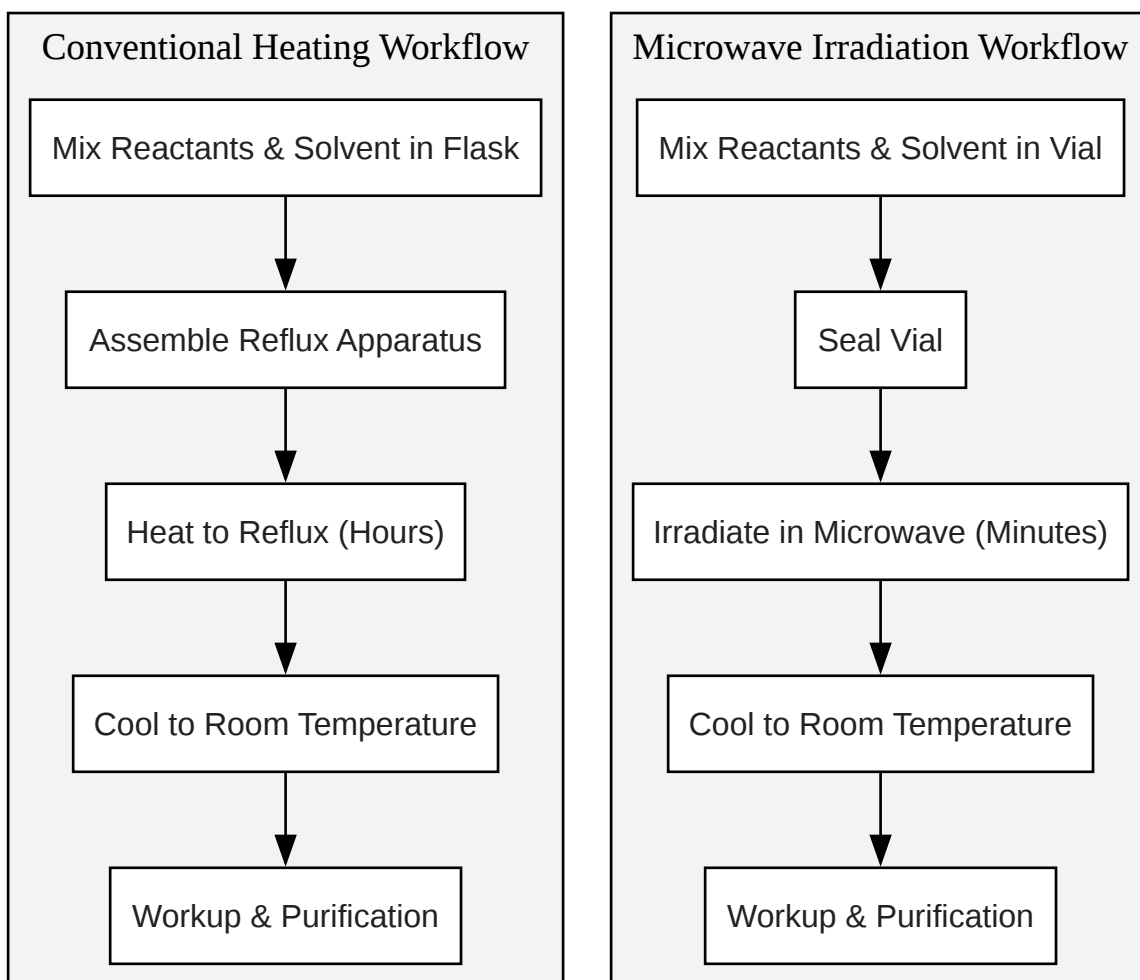 Conventional Heating Workflow
Mix Reactants & Solvent in Flask
Assemble Reflux Apparatus
Heat to Reflux (Hours)
Cool to Room Temperature
Workup & Purification
Microwave Irradiation Workflow
Mix Reactants & Solvent in Vial
Seal Vial
Irradiate in Microwave (Minutes)
Cool to Room Temperature
Workup & Purification